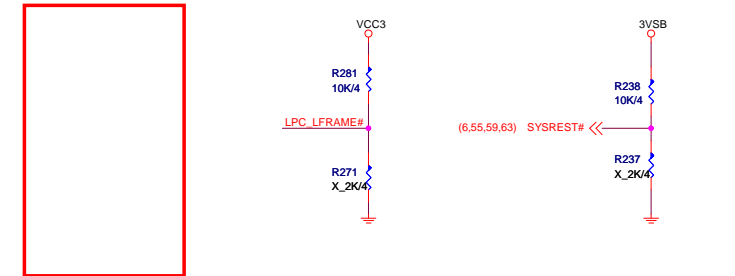 VCC3
R281
10K/4
LPC_LFRAME#
R271
X_2K/4
3VSB
R238
10K/4
(6,55,59,63) SYSREST#
R237
X_2K/4